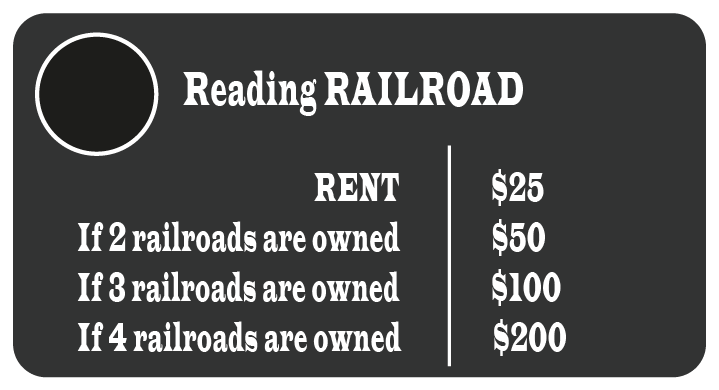 Reading RAILROAD
RENT $25
If 2 railroads are owned $50
If 3 railroads are owned $100
If 4 railroads are owned $200